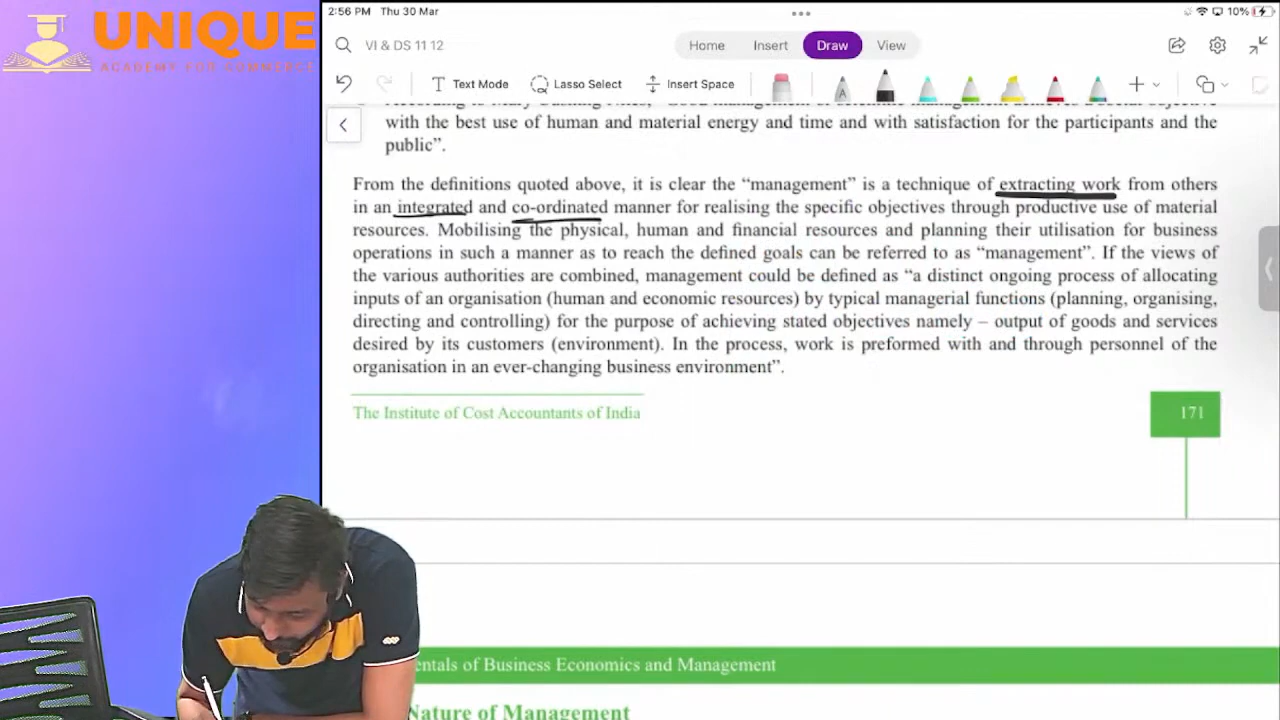 2:56 PM Thu 30 Mar
10%
UNIQUE
ACADEMY FOR COMMERCE
VI & DS 11 12
Home Insert Draw View
Text Mode Lasso Select Insert Space
with the best use of human and material energy and time and with satisfaction for the participants and the
public”.
From the definitions quoted above, it is clear the “management” is a technique of extracting work from others
in an integrated and co-ordinated manner for realising the specific objectives through productive use of material
resources. Mobilising the physical, human and financial resources and planning their utilisation for business
operations in such a manner as to reach the defined goals can be referred to as “management”. If the views of
the various authorities are combined, management could be defined as “a distinct ongoing process of allocating
inputs of an organisation (human and economic resources) by typical managerial functions (planning, organising,
directing and controlling) for the purpose of achieving stated objectives namely – output of goods and services
desired by its customers (environment). In the process, work is preformed with and through personnel of the
organisation in an ever-changing business environment”.
The Institute of Cost Accountants of India
171
entals of Business Economics and Management
Nature of Management